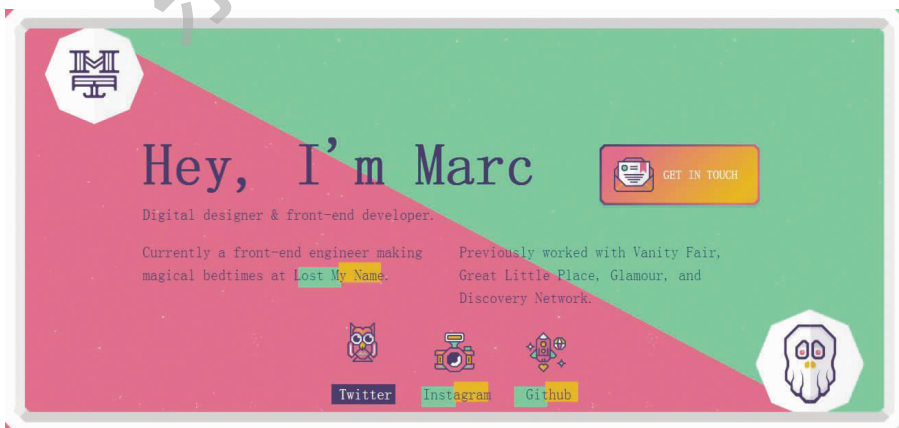 Hey, I'm Marc
GET IN TOUCH
Digital designer & front-end developer.
Currently a front-end engineer making
magical bedtimes at Lost My Name.
Previously worked with Vanity Fair,
Great Little Place, Glamour, and
Discovery Network.
Twitter
Instagram
Github